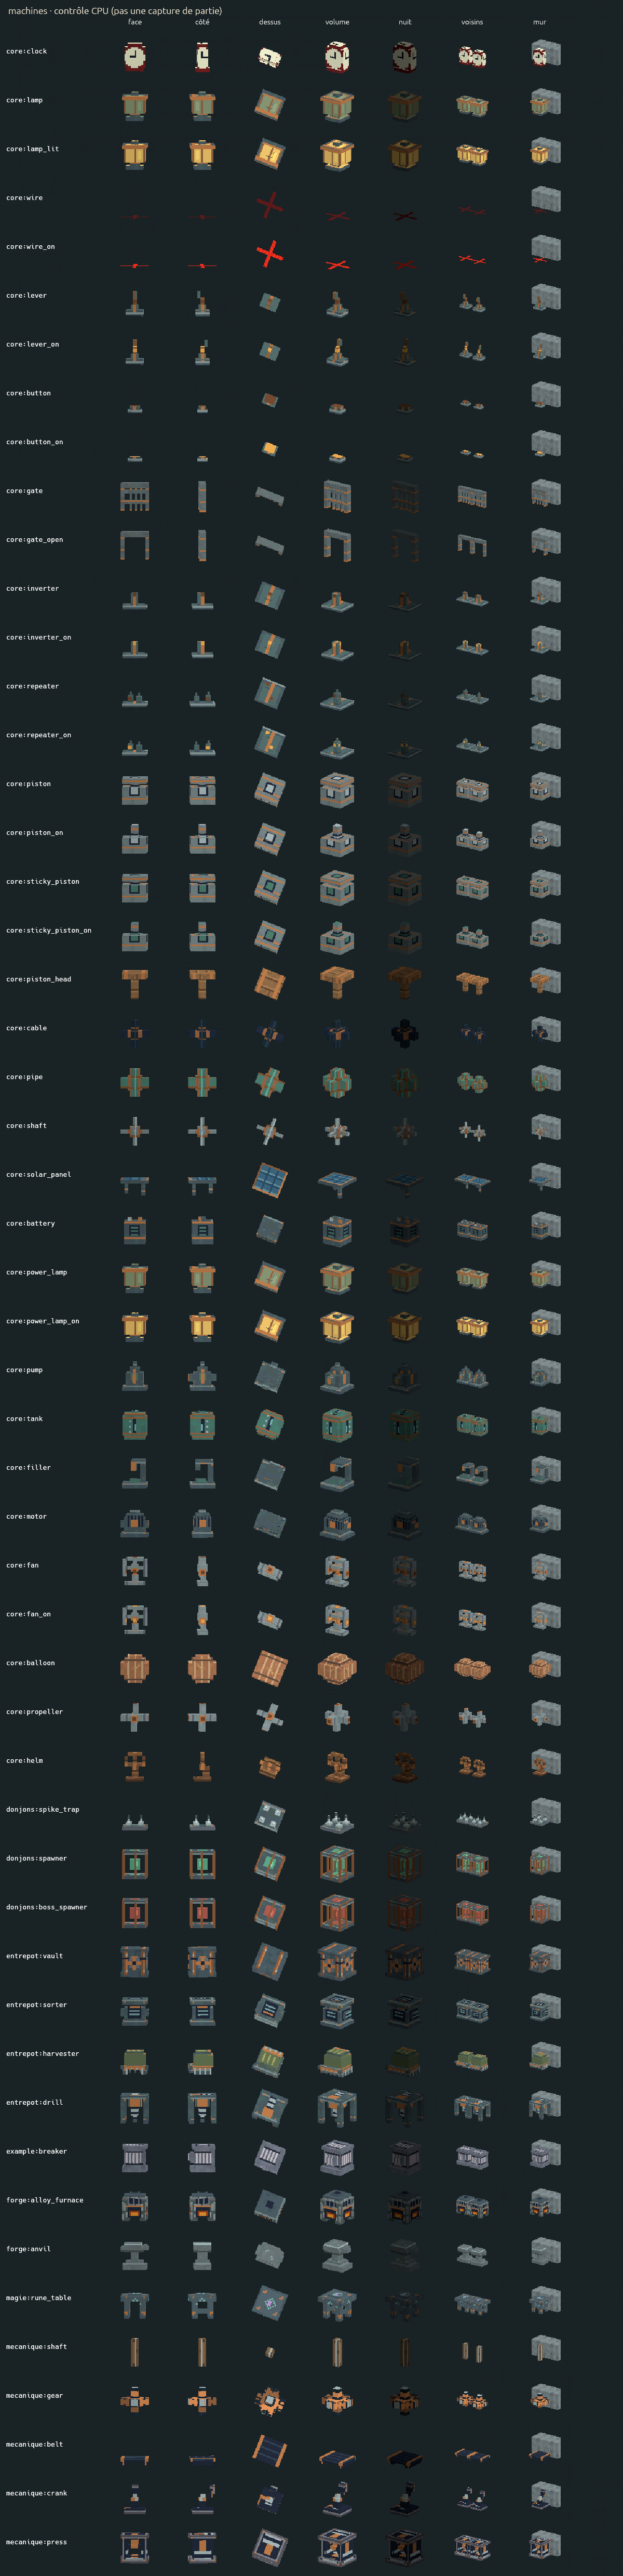 machines · contrôle CPU (pas une capture de partie)
face côté dessus volume nuit voisins mur
core:clock
core:lamp
core:lamp_lit
core:wire
core:wire_on
core:lever
core:lever_on
core:button
core:button_on
core:gate
core:gate_open
core:inverter
core:inverter_on
core:repeater
core:repeater_on
core:piston
core:piston_on
core:sticky_piston
core:sticky_piston_on
core:piston_head
core:cable
core:pipe
core:shaft
core:solar_panel
core:battery
core:power_lamp
core:power_lamp_on
core:pump
core:tank
core:filler
core:motor
core:fan
core:fan_on
core:balloon
core:propeller
core:helm
donjons:spike_trap
donjons:spawner
donjons:boss_spawner
entrepot:vault
entrepot:sorter
entrepot:harvester
entrepot:drill
example:breaker
forge:alloy_furnace
forge:anvil
magie:rune_table
mecanique:shaft
mecanique:gear
mecanique:belt
mecanique:crank
mecanique:press